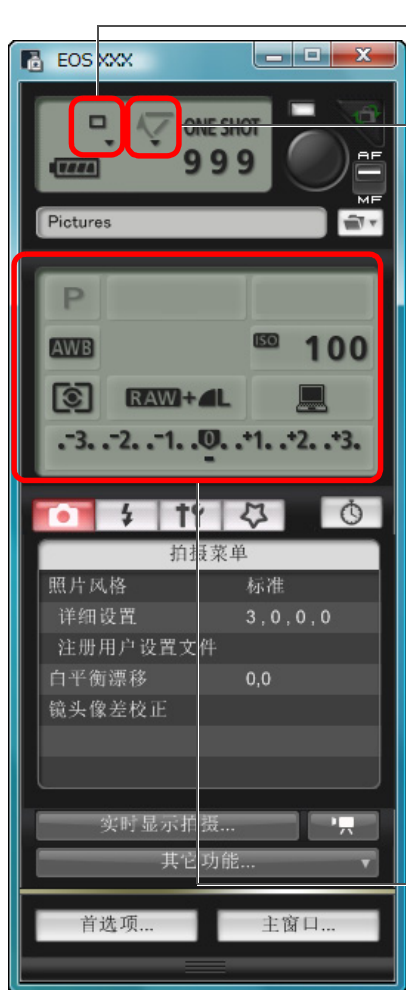 EOS XXX
ONE SHOT
999
AF
MF
Pictures
P
AWB
ISO 100
RAW+L
.-3. .-2. .-1. .0. .+1. .+2. .+3.
拍摄菜单
照片风格 标准
详细设置 3,0,0,0
注册用户设置文件
白平衡漂移 0,0
镜头像差校正
实时显示拍摄...
其它功能...
首选项... 主窗口...